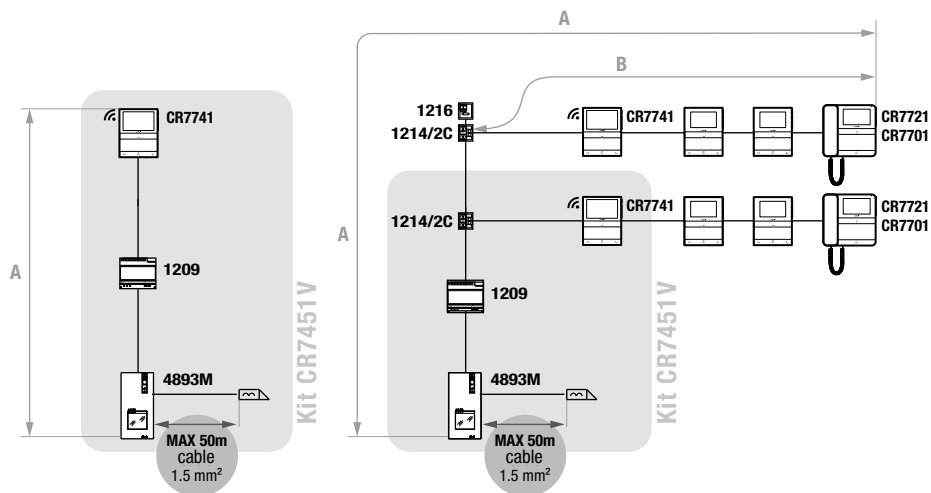 CR7741
A
1209
4893M
MAX 50m
cable
1.5 mm²
Kit CR7451V
A
B
1216
1214/2C
CR7741
CR7721
CR7701
1214/2C
CR7741
CR7721
CR7701
A
1209
4893M
MAX 50m
cable
1.5 mm²
Kit CR7451V